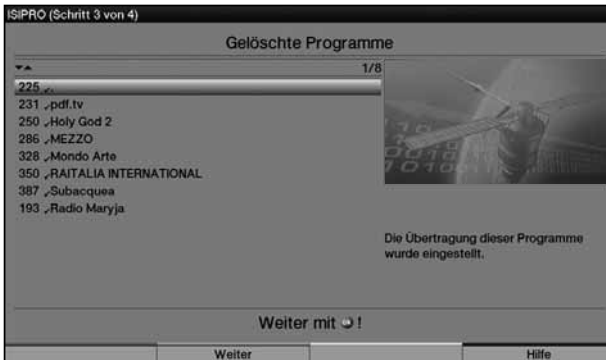 ISIPRO (Schritt 3 von 4)
Gelöschte Programme
1/8
225 .
231 pdf.tv
250 Holy God 2
286 MEZZO
328 Mondo Arte
350 RAITALIA INTERNATIONAL
387 Subacquea
193 Radio Maryja
Die Übertragung dieser Programme
wurde eingestellt.
Weiter mit !
Weiter
Hilfe